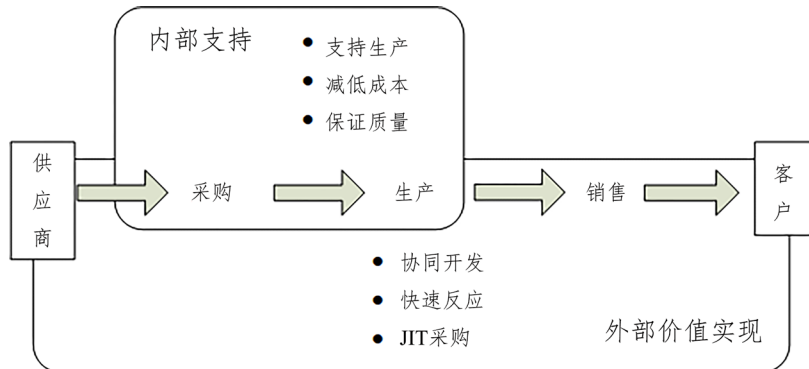 内部支持
● 支持生产
● 减低成本
● 保证质量
供应商
采购
生产
销售
客户
● 协同开发
● 快速反应
● JIT采购
外部价值实现